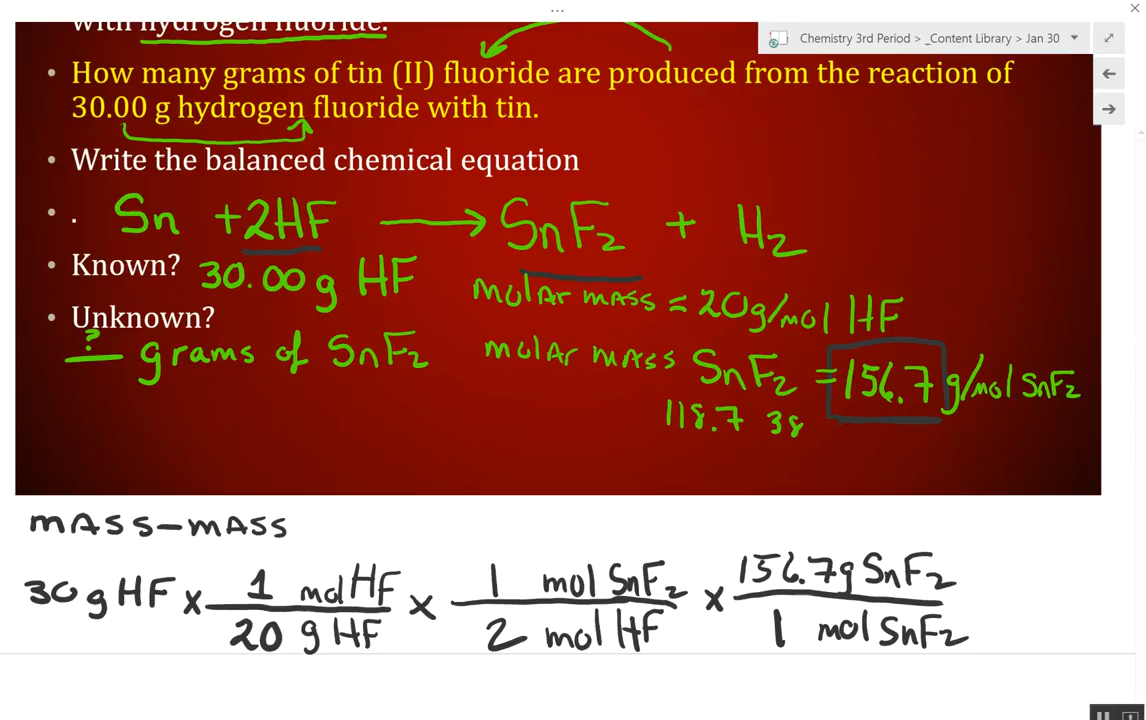 ...
with hydrogen fluoride.
Chemistry 3rd Period > _Content Library > Jan 30
• How many grams of tin (II) fluoride are produced from the reaction of
30.00 g hydrogen fluoride with tin.
• Write the balanced chemical equation
• . Sn + 2HF → SnF₂ + H₂
• Known? 30.00g HF
molAr mAss = 20g/mol HF
• Unknown?
? grams of SnF₂
molAr mAss SnF₂ = 156.7 g/mol SnF₂
118.7 38
mAss-mAss
30 g HF x 1 mol HF / 20 g HF x 1 mol SnF₂ / 2 mol HF x 156.7g SnF₂ / 1 mol SnF₂